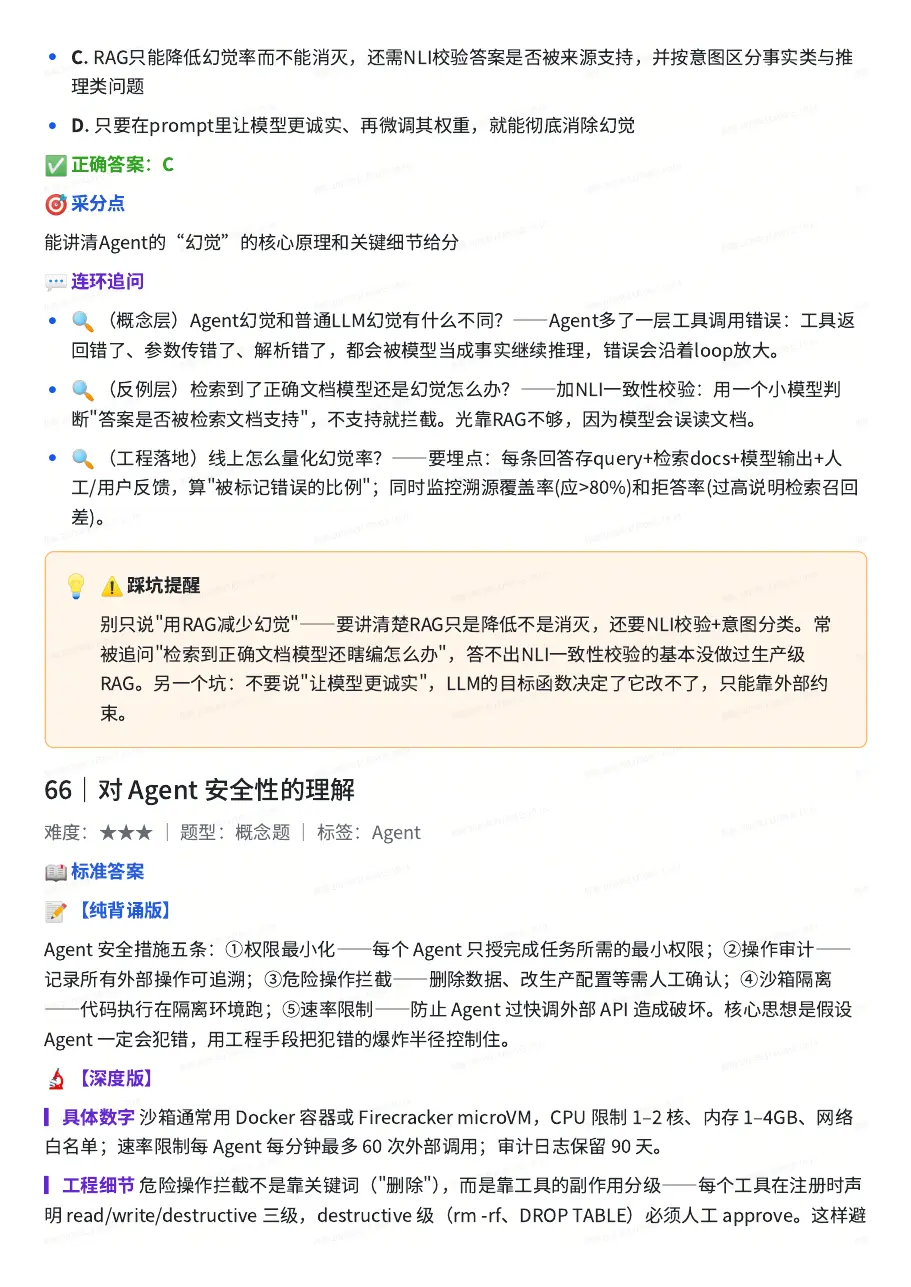 C. RAG只能降低幻觉率而不能消灭，还需NLI校验答案是否被来源支持，并按意图区分事实类与推
理类问题
D. 只要在prompt里让模型更诚实、再微调其权重，就能彻底消除幻觉
✅ 正确答案：C
🎯 采分点
能讲清Agent的“幻觉”的核心原理和关键细节给分
💬 连环追问
🔍（概念层）Agent幻觉和普通LLM幻觉有什么不同？——Agent多了一层工具调用错误：工具返
回错了、参数传错了、解析错了，都会被模型当成事实继续推理，错误会沿着loop放大。
🔍（反例层）检索到了正确文档模型还是幻觉怎么办？——加NLI一致性校验：用一个小模型判
断"答案是否被检索文档支持"，不支持就拦截。光靠RAG不够，因为模型会误读文档。
🔍（工程落地）线上怎么量化幻觉率？——要埋点：每条回答存query+检索docs+模型输出+人
工/用户反馈，算"被标记错误的比例"；同时监控溯源覆盖率(应>80%)和拒答率(过高说明检索召回
差)。
💡 ⚠️ 踩坑提醒
别只说"用RAG减少幻觉"——要讲清楚RAG只是降低不是消灭，还要NLI校验+意图分类。常
被追问"检索到正确文档模型还瞎编怎么办"，答不出NLI一致性校验的基本没做过生产级
RAG。另一个坑：不要说"让模型更诚实"，LLM的目标函数决定了它改不了，只能靠外部约
束。
66｜对 Agent 安全性的理解
难度：★★★ ｜ 题型：概念题 ｜ 标签：Agent
📖 标准答案
📝【纯背诵版】
Agent 安全措施五条：①权限最小化——每个 Agent 只授完成任务所需的最小权限；②操作审计——
记录所有外部操作可追溯；③危险操作拦截——删除数据、改生产配置等需人工确认；④沙箱隔离
——代码执行在隔离环境跑；⑤速率限制——防止 Agent 过快调外部 API 造成破坏。核心思想是假设
Agent 一定会犯错，用工程手段把犯错的爆炸半径控制住。
🔬【深度版】
具体数字 沙箱通常用 Docker 容器或 Firecracker microVM，CPU 限制 1–2 核、内存 1–4GB、网络
白名单；速率限制每 Agent 每分钟最多 60 次外部调用；审计日志保留 90 天。
工程细节 危险操作拦截不是靠关键词（"删除"），而是靠工具的副作用分级——每个工具在注册时声
明 read/write/destructive 三级，destructive 级（rm -rf、DROP TABLE）必须人工 approve。这样避